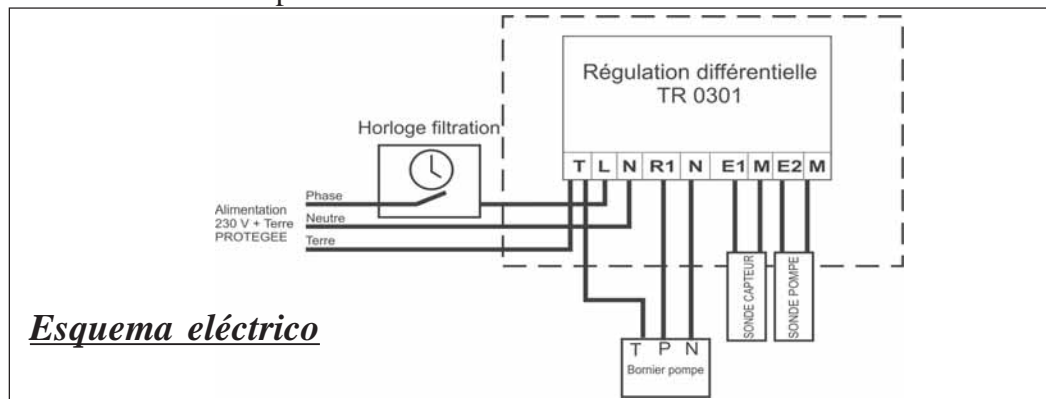 Régulation différentielle
TR 0301
Horloge filtration
T L N R1 N E1 M E2 M
Phase
Alimentation
230 V + Terre
PROTEGEE
Neutre
Terre
SONDE CAPTEUR
SONDE POMPE
Esquema eléctrico
T P N
Bornier pompe